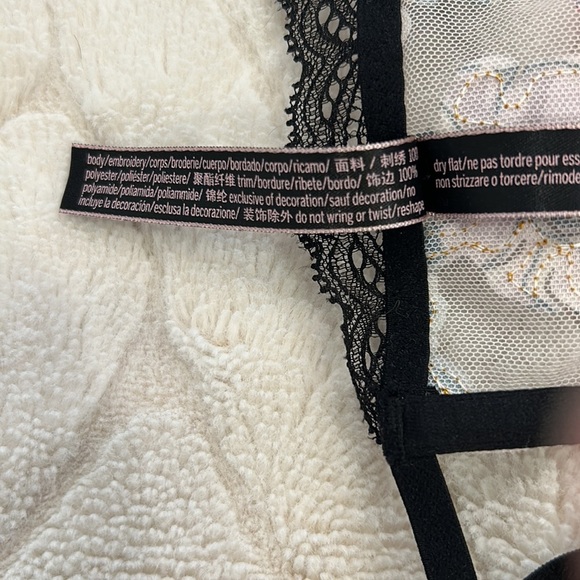 body/embroidery/corps/broderie/cuerpo/bordado/corpo/ricamo/ 面料 / 刺绣 100
polyester/poliéster/poliestere/ 聚酯纤维 trim/bordure/ribete/bordo/ 饰边 100%
polyamide/poliamida/poliammide/ 锦纶 exclusive of decoration/sauf décoration/no
incluye la decoración/esclusa la decorazione/ 装饰除外 do not wring or twist/reshape
dry flat/ne pas tordre pour ess
non strizzare o torcere/rimode